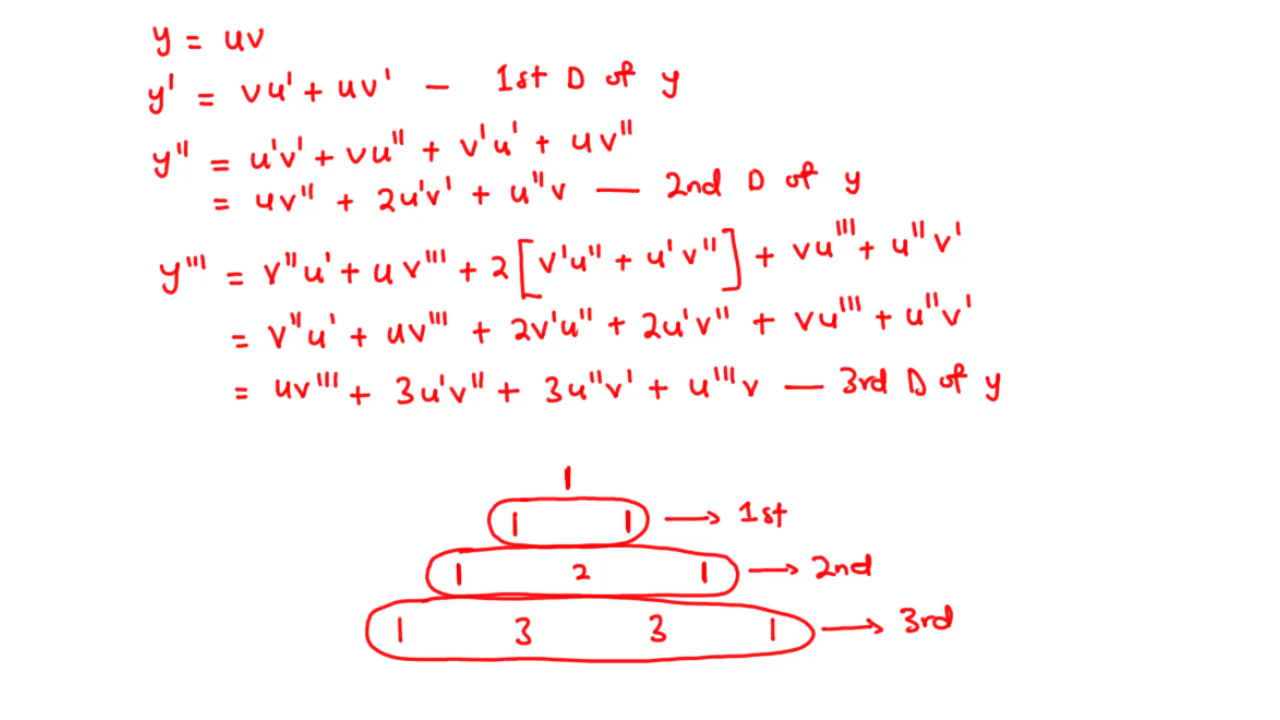 y = uv
y' = vu' + uv' — 1st D of y
y'' = u'v' + vu'' + v'u' + uv''
= uv'' + 2u'v' + u''v — 2nd D of y
y''' = v''u' + uv''' + 2[v'u'' + u'v''] + vu''' + u''v'
= v''u' + uv''' + 2v'u'' + 2u'v'' + vu''' + u''v'
= uv''' + 3u'v'' + 3u''v' + u'''v — 3rd D of y
1
1 1 → 1st
1 2 1 → 2nd
1 3 3 1 → 3rd